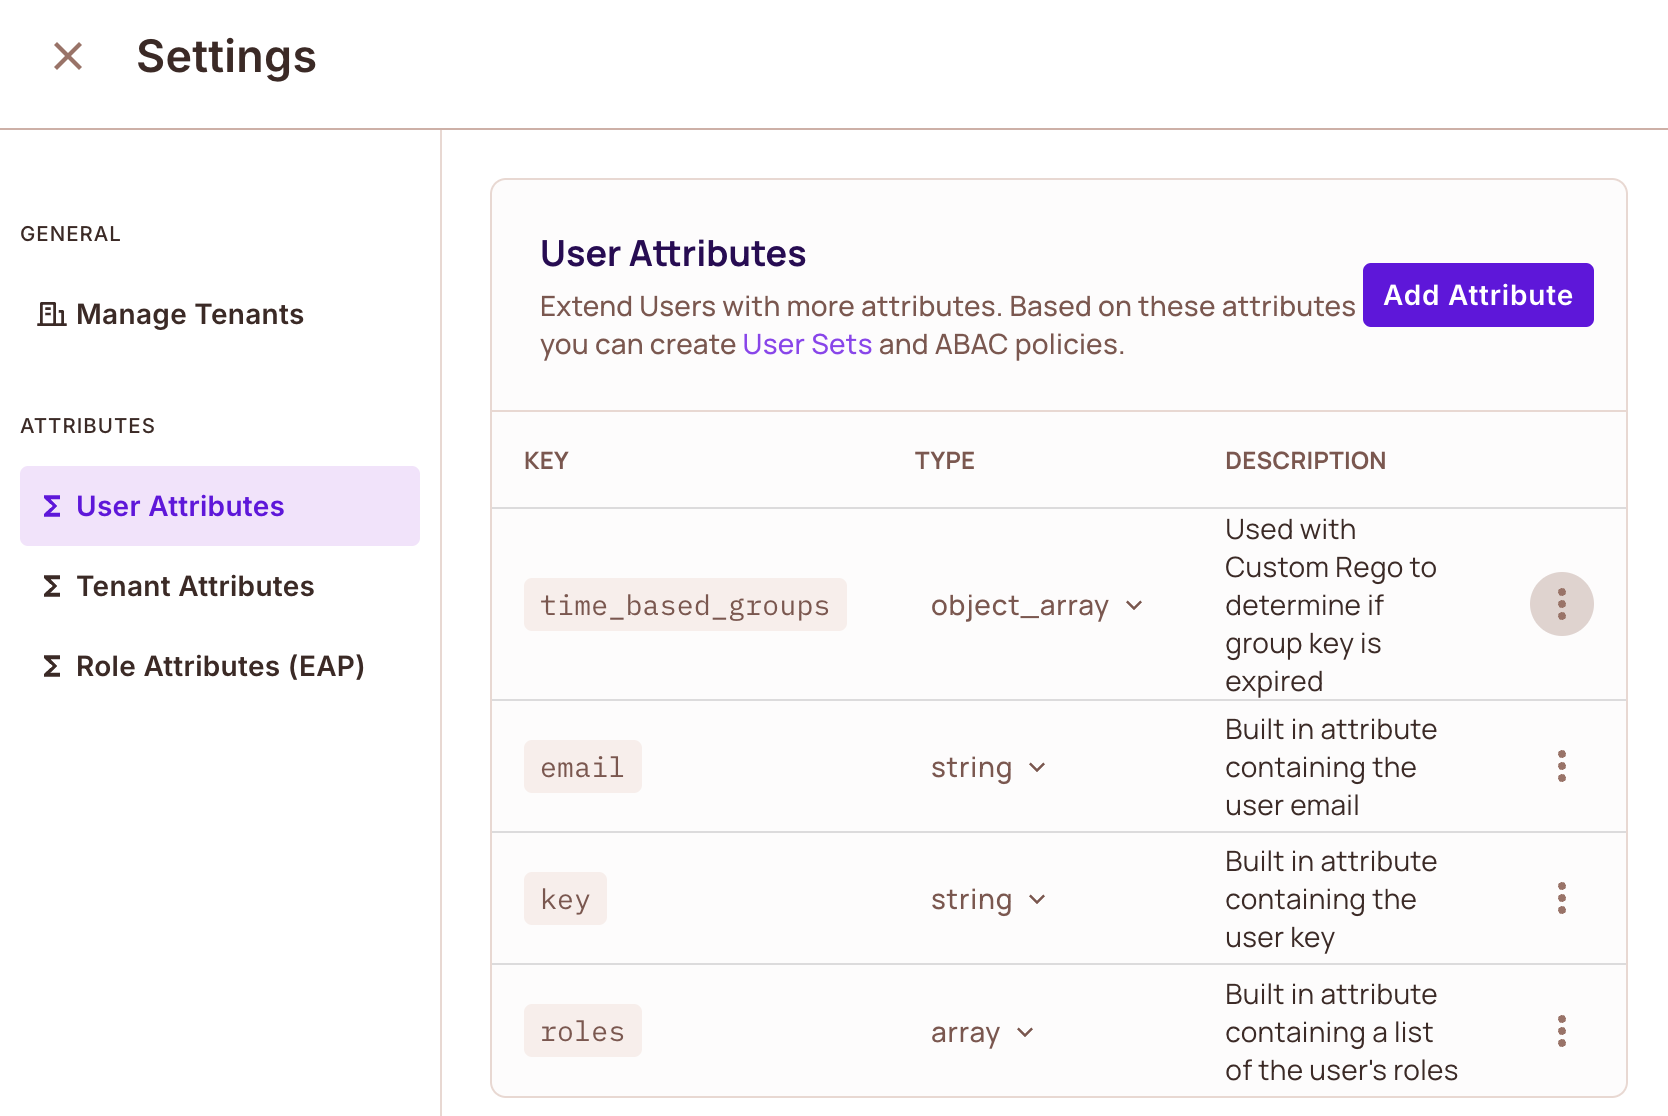 Settings
GENERAL
Manage Tenants
ATTRIBUTES
User Attributes
Tenant Attributes
Role Attributes (EAP)
User Attributes
Extend Users with more attributes. Based on these attributes
you can create User Sets and ABAC policies.
Add Attribute
KEY TYPE DESCRIPTION
time_based_groups object_array
Used with
Custom Rego to
determine if
group key is
expired
email string
Built in attribute
containing the
user email
key string
Built in attribute
containing the
user key
roles array
Built in attribute
containing a list
of the user's roles